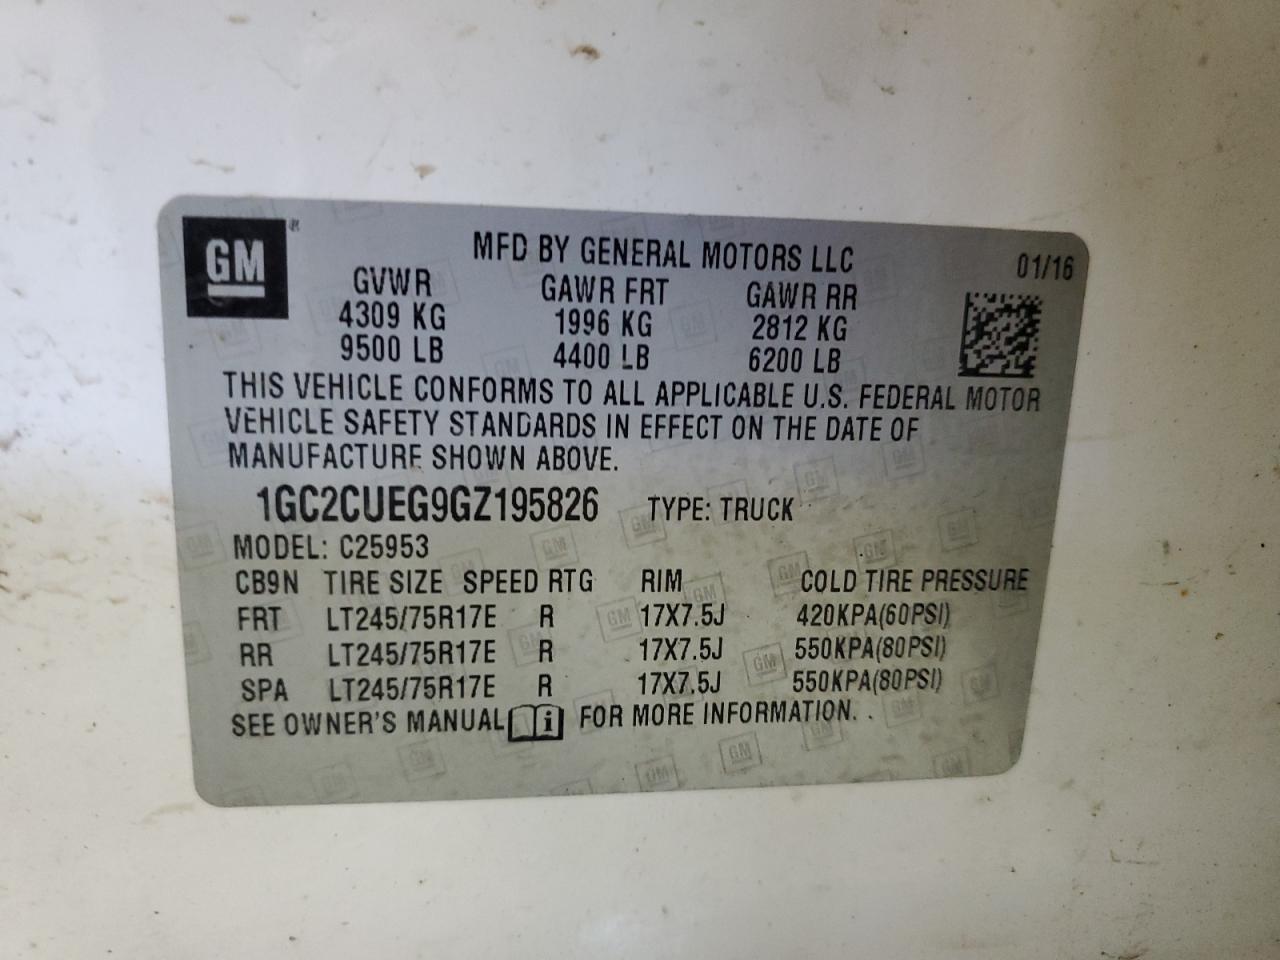 GM®
MFD BY GENERAL MOTORS LLC 01/16
GVWR GAWR FRT GAWR RR
4309 KG 1996 KG 2812 KG
9500 LB 4400 LB 6200 LB
THIS VEHICLE CONFORMS TO ALL APPLICABLE U.S. FEDERAL MOTOR
VEHICLE SAFETY STANDARDS IN EFFECT ON THE DATE OF
MANUFACTURE SHOWN ABOVE.
1GC2CUEG9GZ195826 TYPE: TRUCK
MODEL: C25953
CB9N TIRE SIZE SPEED RTG RIM COLD TIRE PRESSURE
FRT LT245/75R17E R 17X7.5J 420KPA(60PSI)
RR LT245/75R17E R 17X7.5J 550KPA(80PSI)
SPA LT245/75R17E R 17X7.5J 550KPA(80PSI)
SEE OWNER'S MANUAL i FOR MORE INFORMATION.